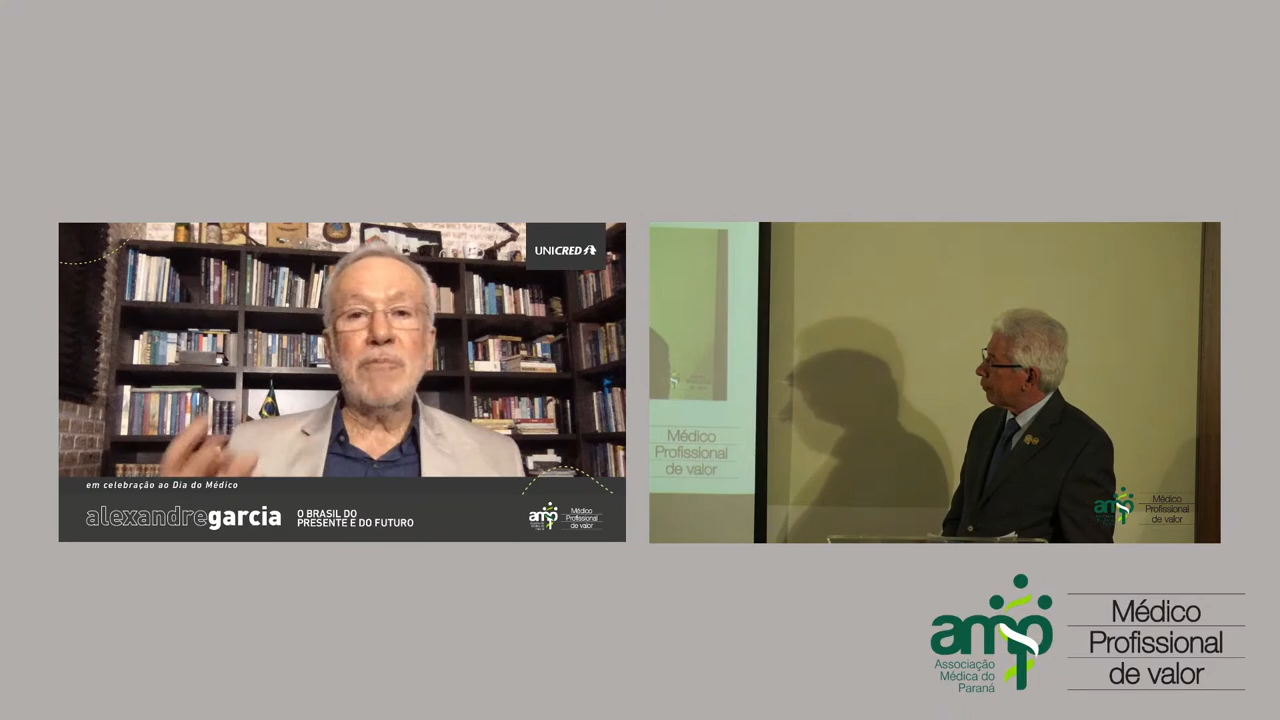 UNICRED
em celebração ao Dia do Médico
alexandregarcia
O BRASIL DO
PRESENTE E DO FUTURO
amp
Médico
Profissional
de valor
Médico
Profissional
de valor
Médico
Profissional
de valor
amp
Associação
Médica do
Paraná
Médico
Profissional
de valor